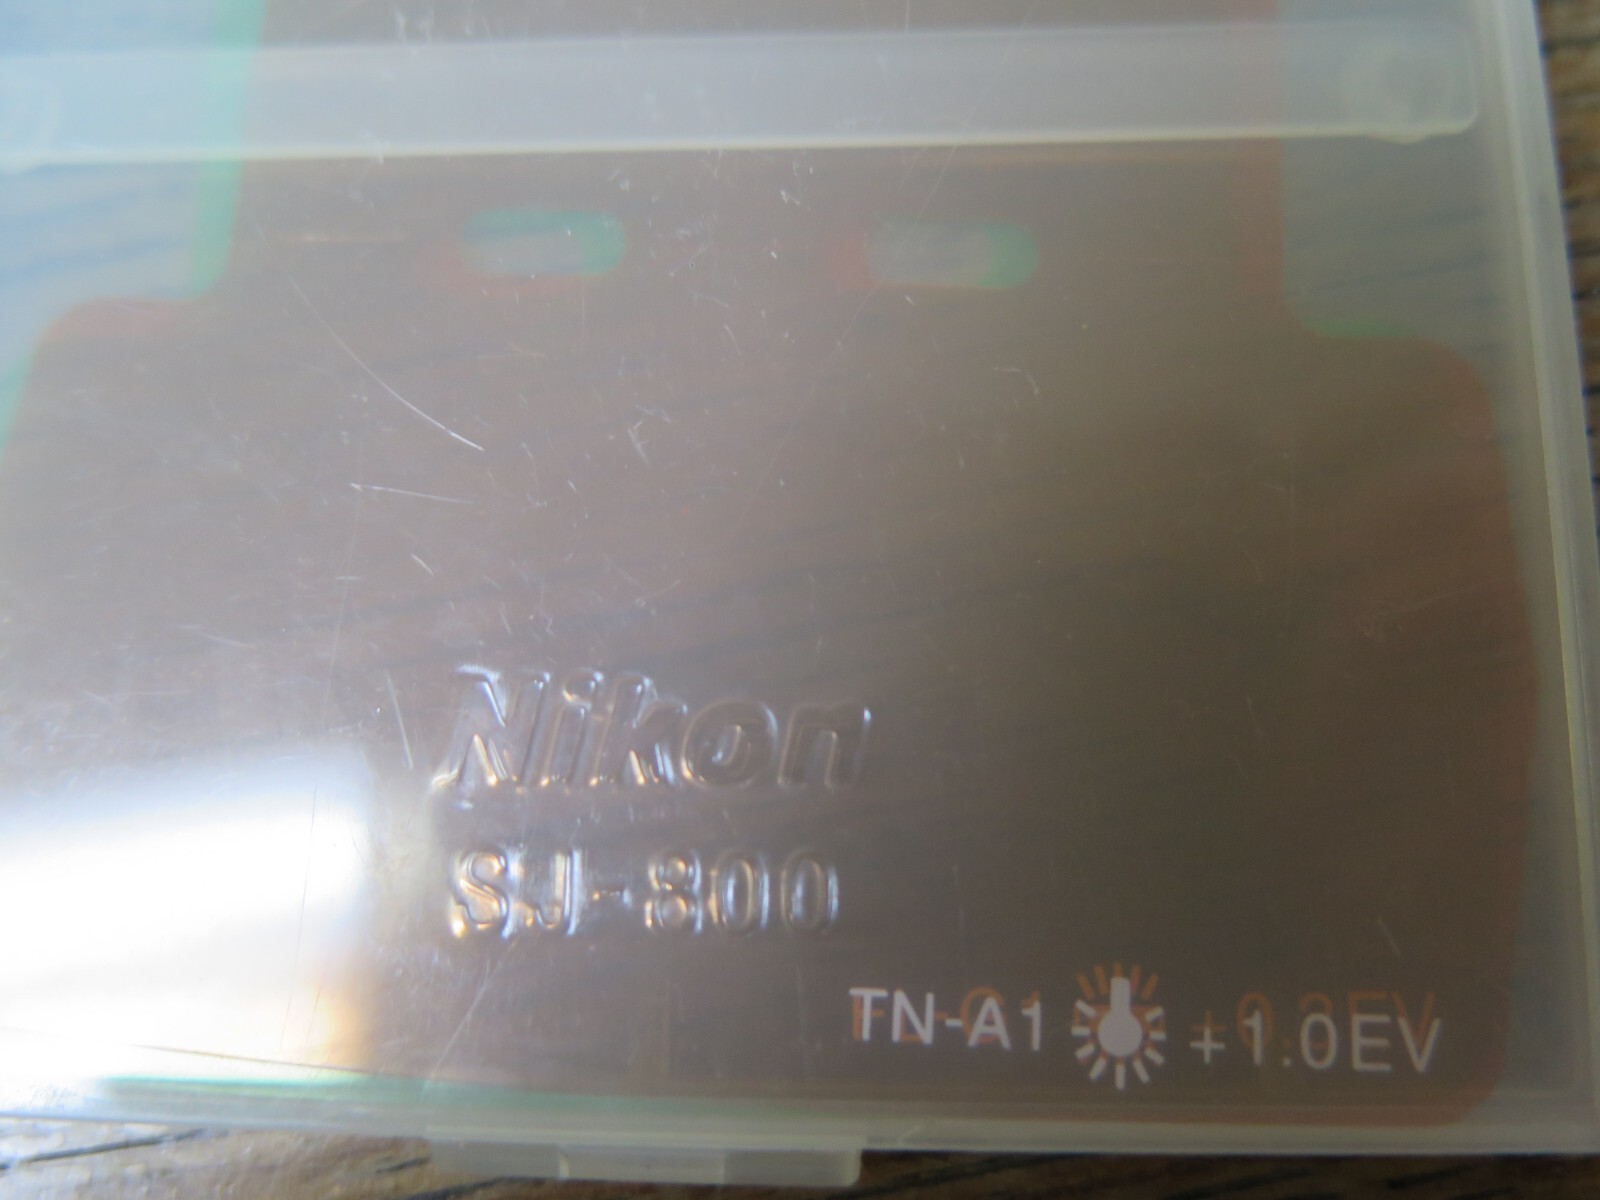 Nikon
SJ-800
TN-A1 +1.0EV